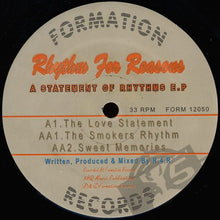 FORMATION
Rhythm For Reasons
A STATEMENT OF RHYTHMS E.P
33 RPM FORM 12050
A1.The Love Statement
AA1.The Smokers Rhythm
AA2.Sweet Memories
Written, Produced & Mixed By
RECORDS